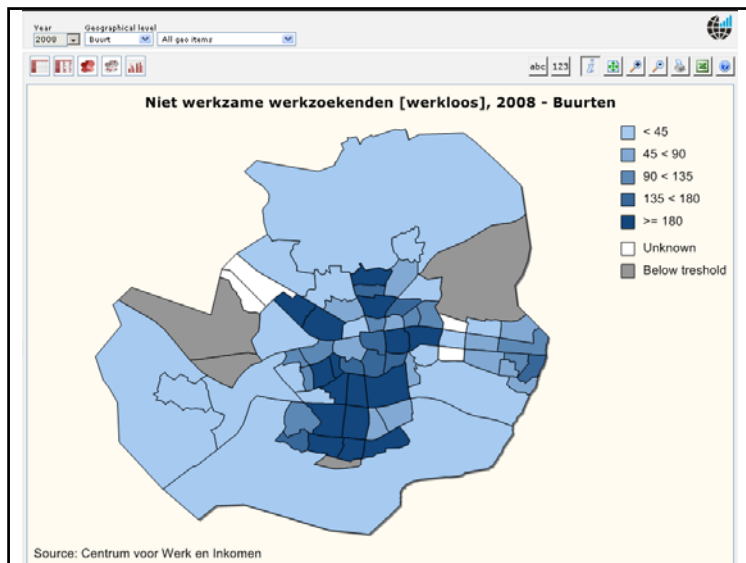 Year Geographical level
2008 Buurt All geo items
abc 123
Niet werkzame werkzoekenden [werkloos], 2008 - Buurten
< 45
45 < 90
90 < 135
135 < 180
>= 180
Unknown
Below treshold
Source: Centrum voor Werk en Inkomen